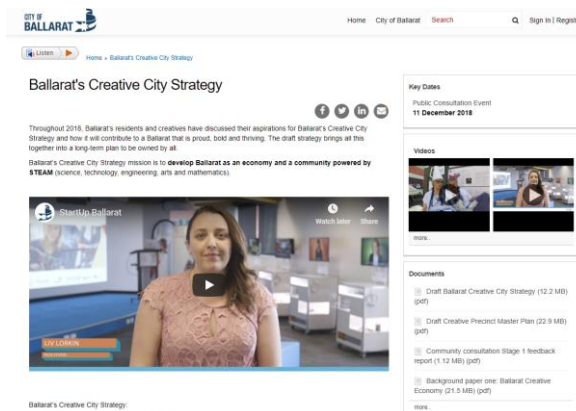 CITY OF
BALLARAT
Home City of Ballarat Search Sign In | Regist
Listen
Home » Ballarat's Creative City Strategy
Ballarat's Creative City Strategy
Throughout 2018, Ballarat's residents and creatives have discussed their aspirations for Ballarat's Creative City
Strategy and how it will contribute to a Ballarat that is proud, bold and thriving. The draft strategy brings all this
together into a long-term plan to be owned by all.
Ballarat's Creative City Strategy mission is to develop Ballarat as an economy and a community powered by
STEAM (science, technology, engineering, arts and mathematics).
StartUp Ballarat
Watch later Share
LIV LORKIN
Ballarat's Creative City Strategy:
Key Dates
Public Consultation Event
11 December 2018
Videos
more..
Documents
Draft Ballarat Creative City Strategy (12.2 MB)
(pdf)
Draft Creative Precinct Master Plan (22.9 MB)
(pdf)
Community consultation Stage 1 feedback
report (1.12 MB) (pdf)
Background paper one: Ballarat Creative
Economy (21.5 MB) (pdf)
more..